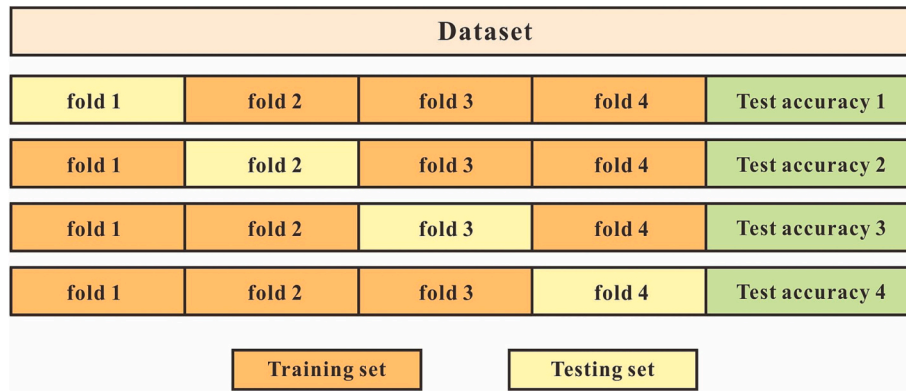 Dataset
fold 1 fold 2 fold 3 fold 4 Test accuracy 1
fold 1 fold 2 fold 3 fold 4 Test accuracy 2
fold 1 fold 2 fold 3 fold 4 Test accuracy 3
fold 1 fold 2 fold 3 fold 4 Test accuracy 4
Training set Testing set